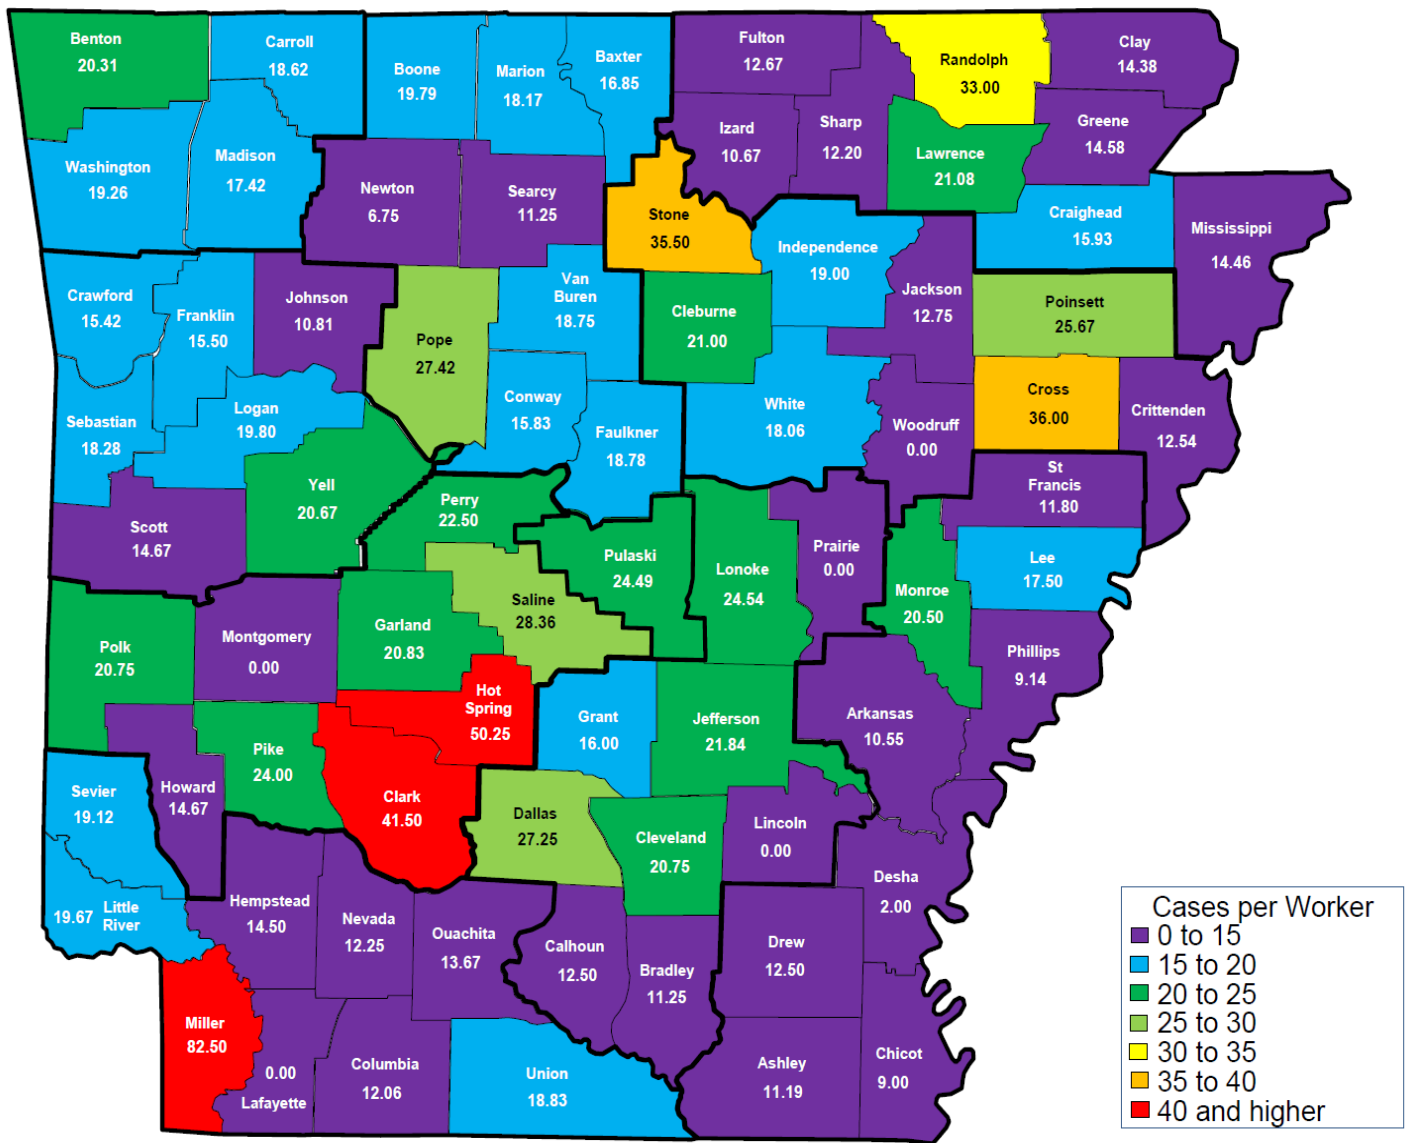 Benton
20.31
Carroll
18.62
Boone
19.79
Marion
18.17
Baxter
16.85
Fulton
12.67
Randolph
33.00
Clay
14.38
Washington
19.26
Madison
17.42
Newton
6.75
Searcy
11.25
Stone
35.50
Izard
10.67
Sharp
12.20
Lawrence
21.08
Greene
14.58
Independence
19.00
Craighead
15.93
Mississippi
14.46
Crawford
15.42
Franklin
15.50
Johnson
10.81
Pope
27.42
Van
Buren
18.75
Cleburne
21.00
Jackson
12.75
Poinsett
25.67
Sebastian
18.28
Logan
19.80
Conway
15.83
Faulkner
18.78
White
18.06
Woodruff
0.00
Cross
36.00
Crittenden
12.54
Scott
14.67
Yell
20.67
Perry
22.50
Pulaski
24.49
Lonoke
24.54
Prairie
0.00
Monroe
20.50
St
Francis
11.80
Lee
17.50
Polk
20.75
Montgomery
0.00
Garland
20.83
Saline
28.36
Phillips
9.14
Hot
Spring
50.25
Grant
16.00
Jefferson
21.84
Arkansas
10.55
Sevier
19.12
Howard
14.67
Pike
24.00
Clark
41.50
Dallas
27.25
Cleveland
20.75
Lincoln
0.00
Desha
2.00
19.67 Little
River
Hempstead
14.50
Nevada
12.25
Ouachita
13.67
Calhoun
12.50
Bradley
11.25
Drew
12.50
Miller
82.50
0.00
Lafayette
Columbia
12.06
Union
18.83
Ashley
11.19
Chicot
9.00
Cases per Worker
0 to 15
15 to 20
20 to 25
25 to 30
30 to 35
35 to 40
40 and higher